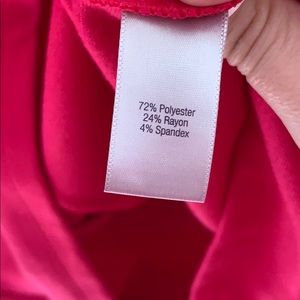 72% Polyester
24% Rayon
4% Spandex